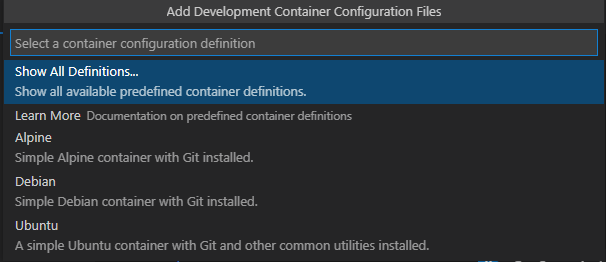 Add Development Container Configuration Files
Select a container configuration definition
Show All Definitions...
Show all available predefined container definitions.
Learn More Documentation on predefined container definitions
Alpine
Simple Alpine container with Git installed.
Debian
Simple Debian container with Git installed.
Ubuntu
A simple Ubuntu container with Git and other common utilities installed.